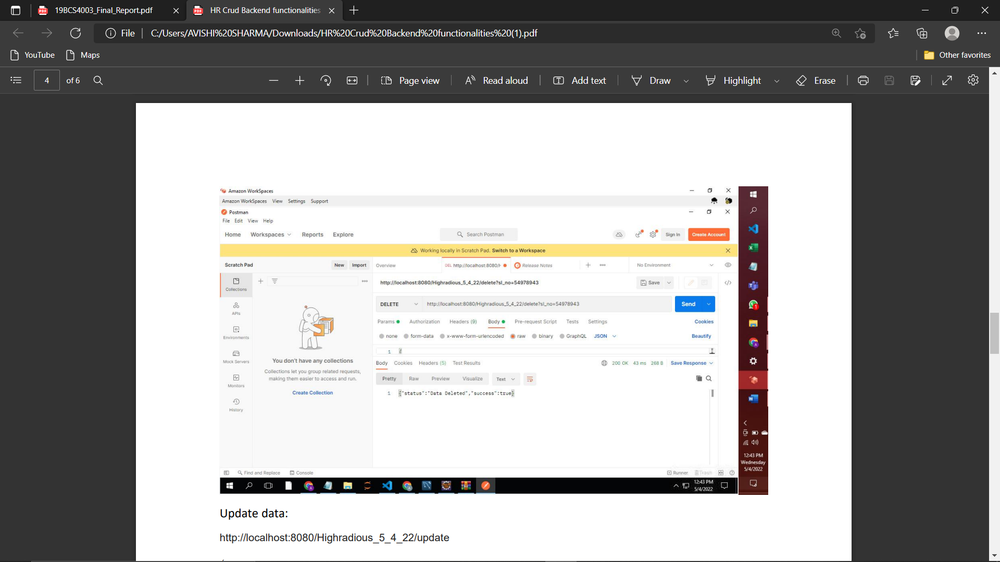 19BCS4003_Final_Report.pdf
HR Crud Backend functionalities
File
C:/Users/AVISHI%20SHARMA/Downloads/HR%20Crud%20Backend%20functionalities%20(1).pdf
YouTube
Maps
Other favorites
4 of 6
Page view
Read aloud
Add text
Draw
Highlight
Erase
Amazon WorkSpaces
Amazon WorkSpaces View Settings Support
Postman
File Edit View Help
Home Workspaces Reports Explore
Search Postman
Sign In
Create Account
Working locally in Scratch Pad. Switch to a Workspace
Scratch Pad
New
Import
Overview
DEL http://localhost:8080/H
Release Notes
No Environment
Collections
APIs
Environments
Mock Servers
Monitors
History
You don't have any collections
Collections let you group related requests,
making them easier to access and run.
Create Collection
http://localhost:8080/Highradious_5_4_22/delete?sl_no=54978943
Save
DELETE
http://localhost:8080/Highradious_5_4_22/delete?sl_no=54978943
Send
Params Authorization Headers (9) Body Pre-request Script Tests Settings
Cookies
none form-data x-www-form-urlencoded raw binary GraphQL JSON
Beautify
1 {
Body Cookies Headers (5) Test Results
200 OK 43 ms 268 B Save Response
Pretty Raw Preview Visualize Text
1 {"status":"Data Deleted","success":true}
Find and Replace
Console
Runner
Trash
12:43 PM
5/4/2022
1
12:43 PM
Wednesday
5/4/2022
Update data:
http://localhost:8080/Highradious_5_4_22/update